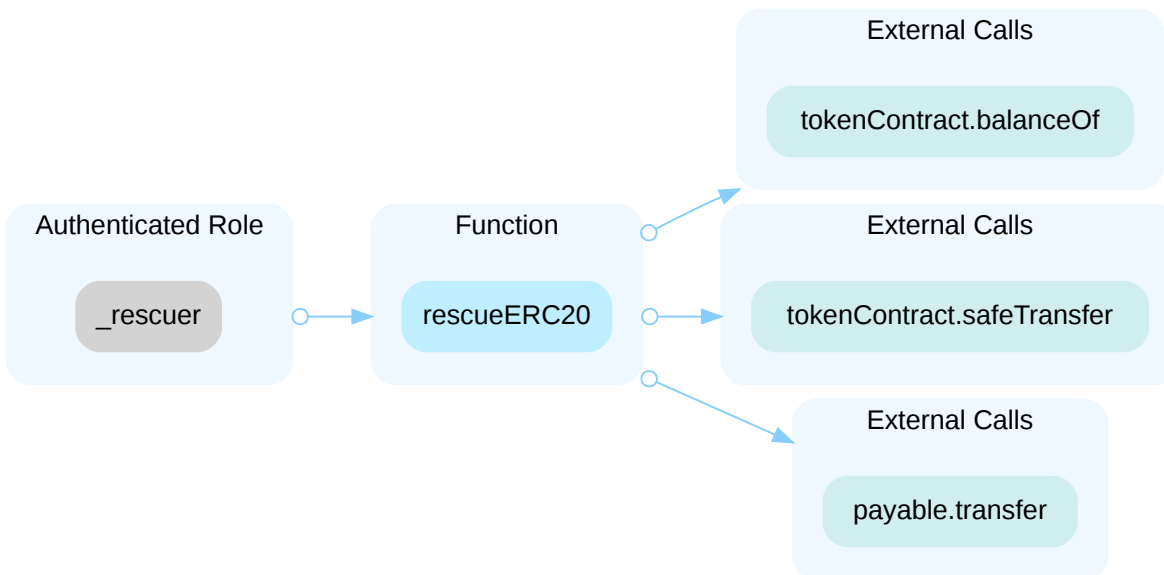 Authenticated Role
_rescuer
Function
rescueERC20
External Calls
tokenContract.balanceOf
External Calls
tokenContract.safeTransfer
External Calls
payable.transfer